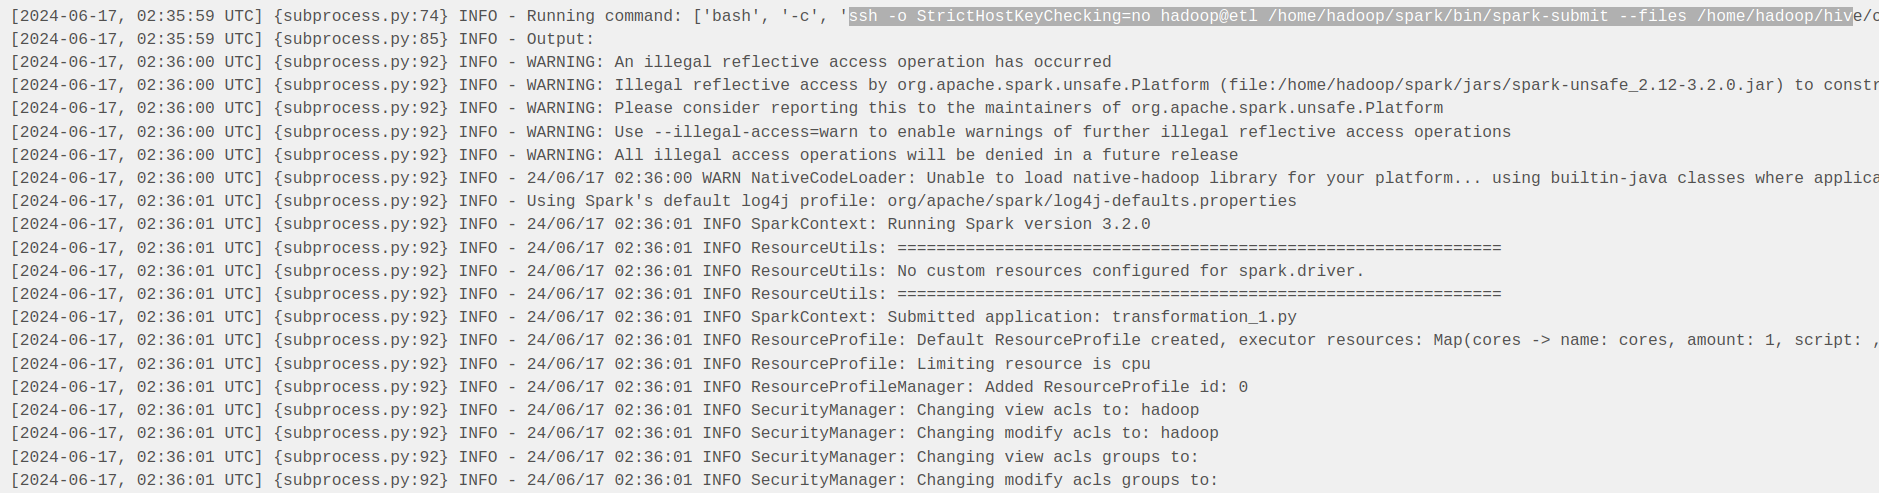 [2024-06-17, 02:35:59 UTC] {subprocess.py:74} INFO - Running command: ['bash', '-c', 'ssh -o StrictHostKeyChecking=no hadoop@etl /home/hadoop/spark/bin/spark-submit --files /home/hadoop/hive/c
[2024-06-17, 02:35:59 UTC] {subprocess.py:85} INFO - Output:
[2024-06-17, 02:36:00 UTC] {subprocess.py:92} INFO - WARNING: An illegal reflective access operation has occurred
[2024-06-17, 02:36:00 UTC] {subprocess.py:92} INFO - WARNING: Illegal reflective access by org.apache.spark.unsafe.Platform (file:/home/hadoop/spark/jars/spark-unsafe_2.12-3.2.0.jar) to constr
[2024-06-17, 02:36:00 UTC] {subprocess.py:92} INFO - WARNING: Please consider reporting this to the maintainers of org.apache.spark.unsafe.Platform
[2024-06-17, 02:36:00 UTC] {subprocess.py:92} INFO - WARNING: Use --illegal-access=warn to enable warnings of further illegal reflective access operations
[2024-06-17, 02:36:00 UTC] {subprocess.py:92} INFO - WARNING: All illegal access operations will be denied in a future release
[2024-06-17, 02:36:00 UTC] {subprocess.py:92} INFO - 24/06/17 02:36:00 WARN NativeCodeLoader: Unable to load native-hadoop library for your platform... using builtin-java classes where applica
[2024-06-17, 02:36:01 UTC] {subprocess.py:92} INFO - Using Spark's default log4j profile: org/apache/spark/log4j-defaults.properties
[2024-06-17, 02:36:01 UTC] {subprocess.py:92} INFO - 24/06/17 02:36:01 INFO SparkContext: Running Spark version 3.2.0
[2024-06-17, 02:36:01 UTC] {subprocess.py:92} INFO - 24/06/17 02:36:01 INFO ResourceUtils: ==============================================================
[2024-06-17, 02:36:01 UTC] {subprocess.py:92} INFO - 24/06/17 02:36:01 INFO ResourceUtils: No custom resources configured for spark.driver.
[2024-06-17, 02:36:01 UTC] {subprocess.py:92} INFO - 24/06/17 02:36:01 INFO ResourceUtils: ==============================================================
[2024-06-17, 02:36:01 UTC] {subprocess.py:92} INFO - 24/06/17 02:36:01 INFO SparkContext: Submitted application: transformation_1.py
[2024-06-17, 02:36:01 UTC] {subprocess.py:92} INFO - 24/06/17 02:36:01 INFO ResourceProfile: Default ResourceProfile created, executor resources: Map(cores -> name: cores, amount: 1, script: ,
[2024-06-17, 02:36:01 UTC] {subprocess.py:92} INFO - 24/06/17 02:36:01 INFO ResourceProfile: Limiting resource is cpu
[2024-06-17, 02:36:01 UTC] {subprocess.py:92} INFO - 24/06/17 02:36:01 INFO ResourceProfileManager: Added ResourceProfile id: 0
[2024-06-17, 02:36:01 UTC] {subprocess.py:92} INFO - 24/06/17 02:36:01 INFO SecurityManager: Changing view acls to: hadoop
[2024-06-17, 02:36:01 UTC] {subprocess.py:92} INFO - 24/06/17 02:36:01 INFO SecurityManager: Changing modify acls to: hadoop
[2024-06-17, 02:36:01 UTC] {subprocess.py:92} INFO - 24/06/17 02:36:01 INFO SecurityManager: Changing view acls groups to:
[2024-06-17, 02:36:01 UTC] {subprocess.py:92} INFO - 24/06/17 02:36:01 INFO SecurityManager: Changing modify acls groups to: